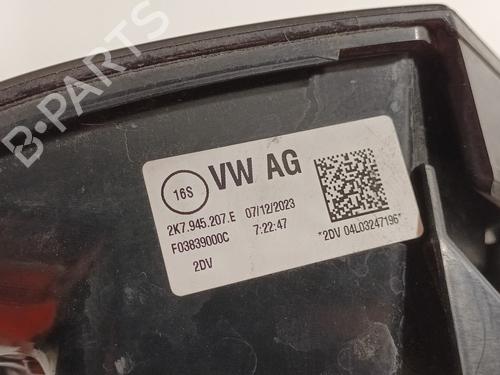 B-PARTS
16S
VW AG
2K7.945.207.E 07/12/2023
F03839000C 7:22:47
2DV
*2DV 04L03247196*